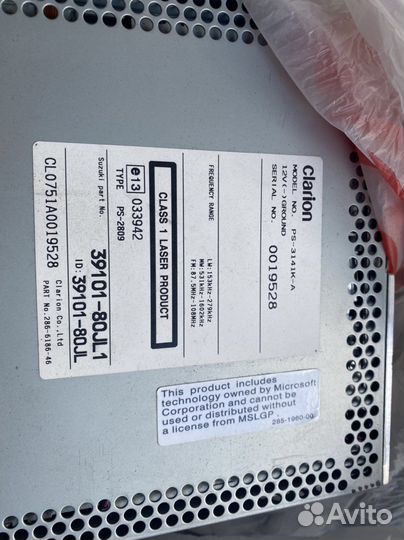 clarion
MODEL NO. PS-3141K-A
12V(-)GROUND
SERIAL NO. 0019528
FREQUENCY RANGE
LW:153kHz-279kHz
MW:531kHz-1602kHz
FM:87.5MHz-108MHz
CLASS 1 LASER PRODUCT
e13 033942
TYPE PS-2809
Suzuki part No. 39101-80JL1
ID: 39101-80JL
CL0751A0019528
Clarion Co.,Ltd
PART No.286-6186-46
This product includes
technology owned by Microsoft
Corporation and cannot be
used or distributed without
a license from MSLGP.
285-1960-00
Avito